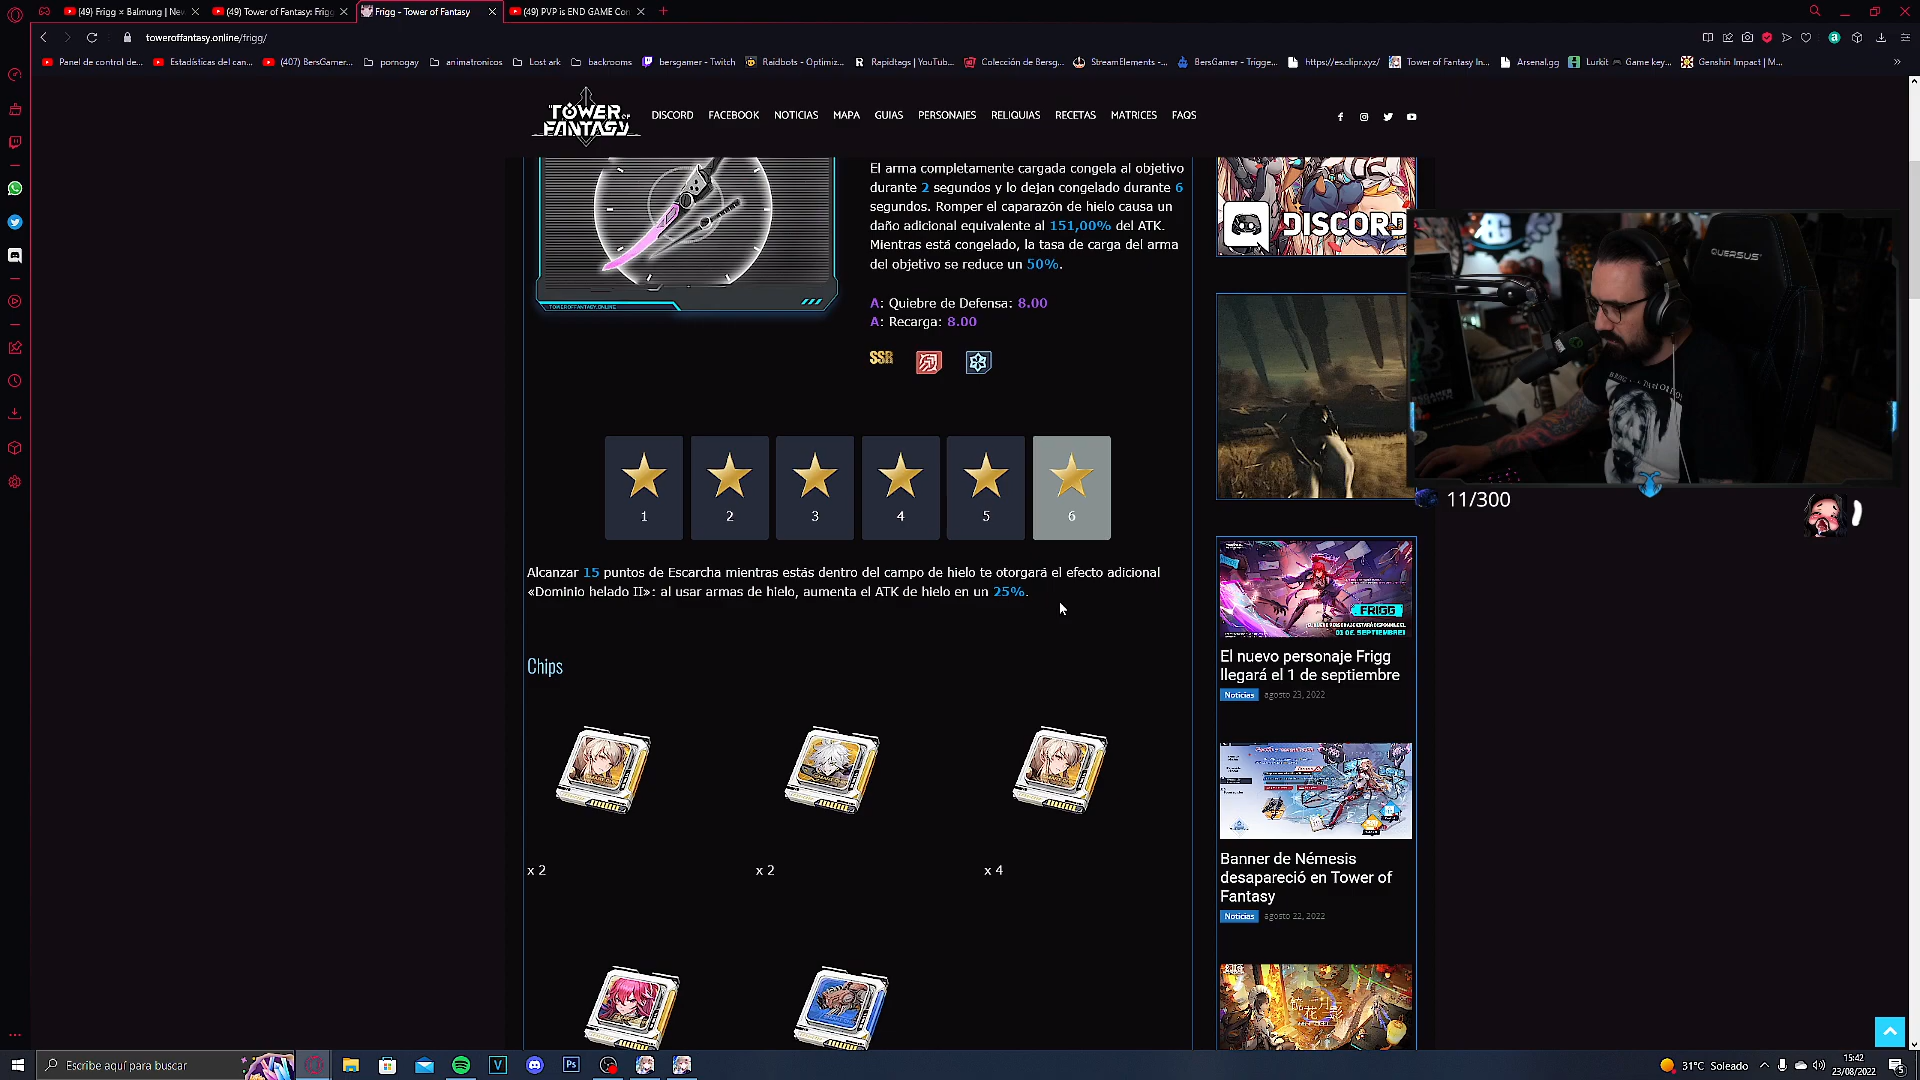 (49) Frigg × Balmung | Nev
(49) Tower of Fantasy: Frigg
Frigg - Tower of Fantasy
(49) PVP is END GAME Con
toweroffantasy.online/frigg/
Panel de control de...
Estadísticas del can...
(407) BersGamer...
pornogay
animatronicos
Lost ark
backrooms
bersgamer - Twitch
Raidbots - Optimiz...
Rapidtags | YouTub...
Colección de Bersg...
StreamElements -...
BersGamer - Trigge...
https://es.clipr.xyz/
Tower of Fantasy In...
Arsenal.gg
Lurkit
Game key...
Genshin Impact | M...
TOWER OF FANTASY
DISCORD
FACEBOOK
NOTICIAS
MAPA
GUIAS
PERSONAJES
RELIQUIAS
RECETAS
MATRICES
FAQS
TOWEROFFANTASY.ONLINE
El arma completamente cargada congela al objetivo
durante 2 segundos y lo dejan congelado durante 6
segundos. Romper el caparazón de hielo causa un
daño adicional equivalente al 151,00% del ATK.
Mientras está congelado, la tasa de carga del arma
del objetivo se reduce un 50%.
A: Quiebre de Defensa: 8.00
A: Recarga: 8.00
SSR
1
2
3
4
5
6
Alcanzar 15 puntos de Escarcha mientras estás dentro del campo de hielo te otorgará el efecto adicional
«Dominio helado II»: al usar armas de hielo, aumenta el ATK de hielo en un 25%.
Chips
x 2
x 2
x 4
DISCORD
QUERSUS
11/300
FRIGG
El nuevo personaje Frigg
llegará el 1 de septiembre
Noticias
agosto 23, 2022
Banner de Némesis
desapareció en Tower of
Fantasy
Noticias
agosto 22, 2022
Escribe aquí para buscar
31°C Soleado
15:42
23/08/2022
5